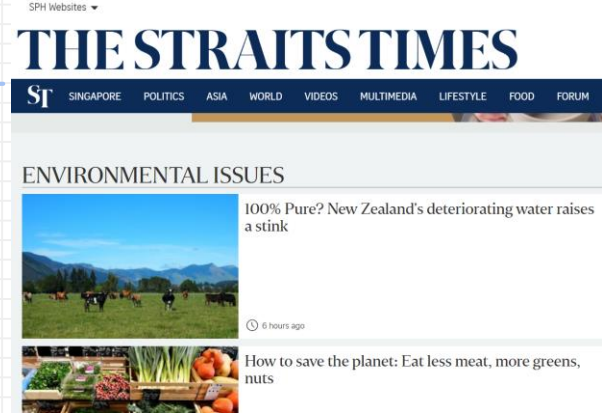 SPH Websites
THE STRAITS TIMES
ST SINGAPORE POLITICS ASIA WORLD VIDEOS MULTIMEDIA LIFESTYLE FOOD FORUM
ENVIRONMENTAL ISSUES
100% Pure? New Zealand's deteriorating water raises
a stink
6 hours ago
How to save the planet: Eat less meat, more greens,
nuts